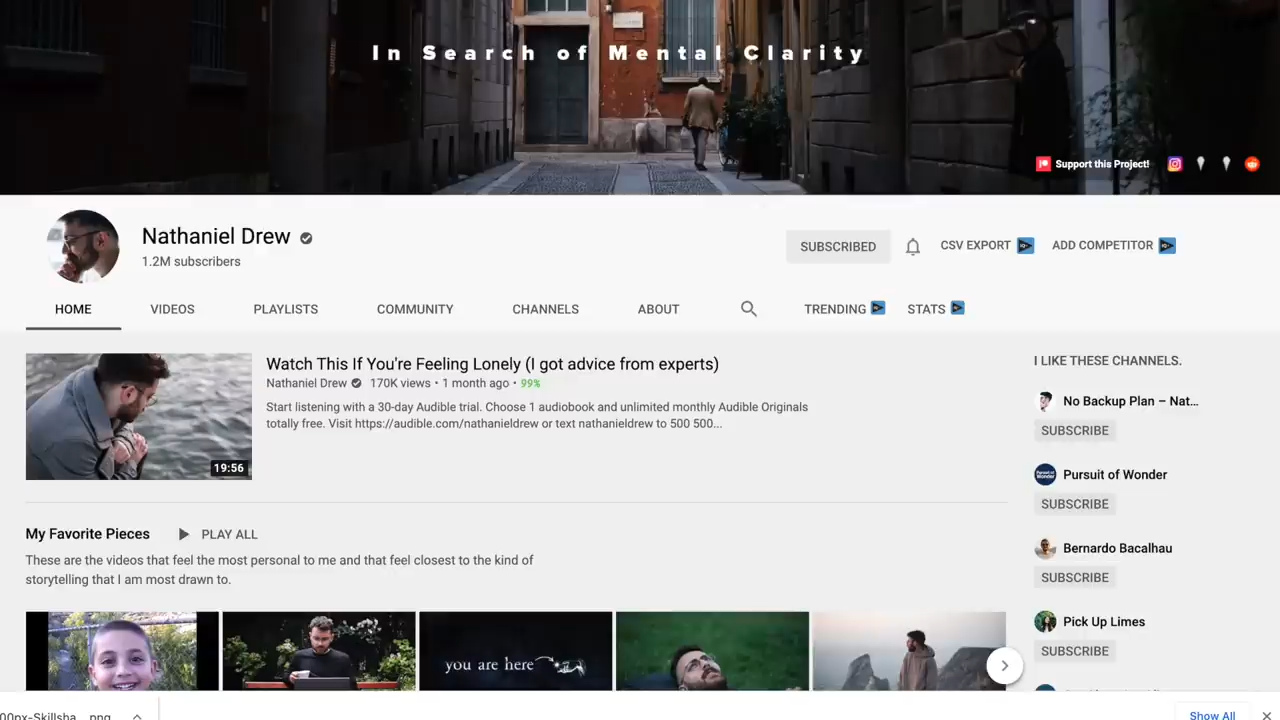 In Search of Mental Clarity
Support this Project!
Nathaniel Drew
1.2M subscribers
SUBSCRIBED
CSV EXPORT
ADD COMPETITOR
HOME
VIDEOS
PLAYLISTS
COMMUNITY
CHANNELS
ABOUT
TRENDING
STATS
Watch This If You're Feeling Lonely (I got advice from experts)
Nathaniel Drew 170K views • 1 month ago • 99%
Start listening with a 30-day Audible trial. Choose 1 audiobook and unlimited monthly Audible Originals
totally free. Visit https://audible.com/nathanieldrew or text nathanieldrew to 500 500...
19:56
I LIKE THESE CHANNELS.
No Backup Plan – Nat...
SUBSCRIBE
Pursuit of Wonder
SUBSCRIBE
Bernardo Bacalhau
SUBSCRIBE
Pick Up Limes
SUBSCRIBE
My Favorite Pieces
PLAY ALL
These are the videos that feel the most personal to me and that feel closest to the kind of
storytelling that I am most drawn to.
you are here
00px-Skillsha....png
Show All